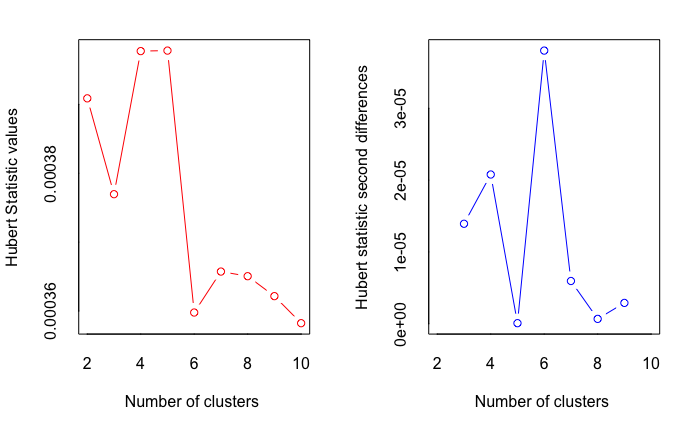 Hubert Statistic values
0.00038
0.00036
2 4 6 8 10
Number of clusters
Hubert statistic second differences
3e-05
2e-05
1e-05
0e+00
2 4 6 8 10
Number of clusters